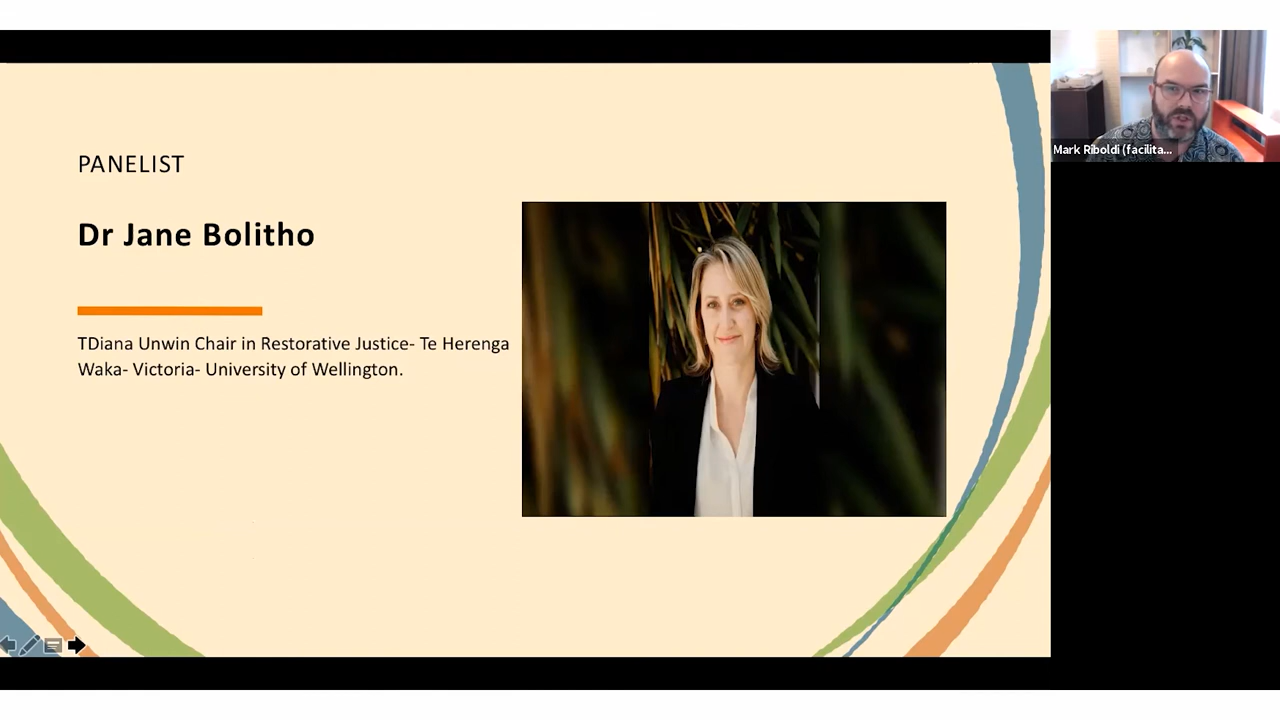 PANELIST
Dr Jane Bolitho
TDiana Unwin Chair in Restorative Justice- Te Herenga
Waka- Victoria- University of Wellington.
Mark Riboldi (facilita...